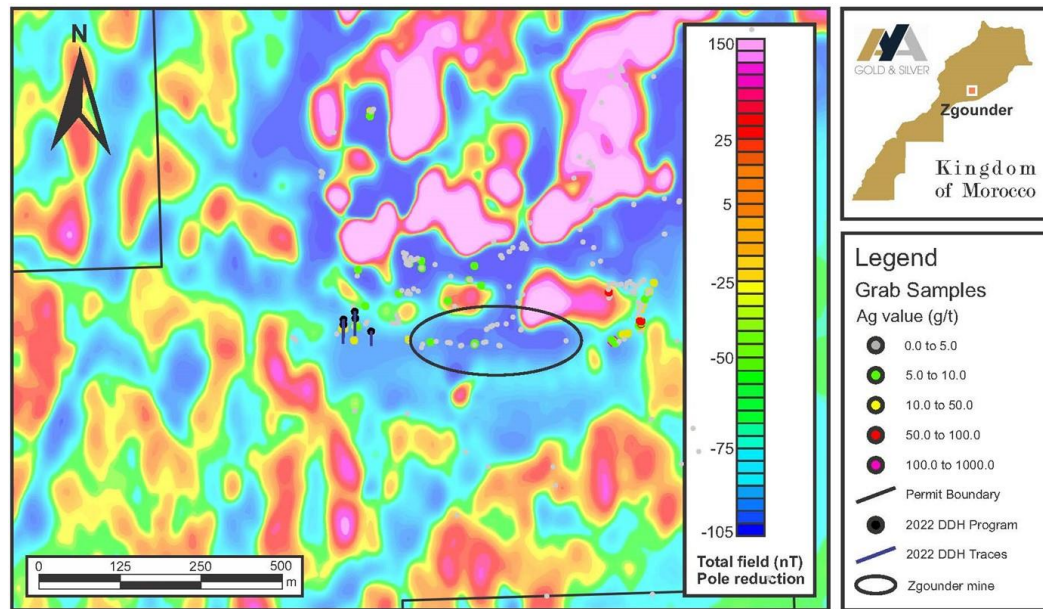 N
150
25
5
-25
-50
-75
-105
Total field (nT)
Pole reduction
0 125 250 500
m
AYA
GOLD & SILVER
Zgounder
Kingdom
of Morocco
Legend
Grab Samples
Ag value (g/t)
0.0 to 5.0
5.0 to 10.0
10.0 to 50.0
50.0 to 100.0
100.0 to 1000.0
Permit Boundary
2022 DDH Program
2022 DDH Traces
Zgounder mine